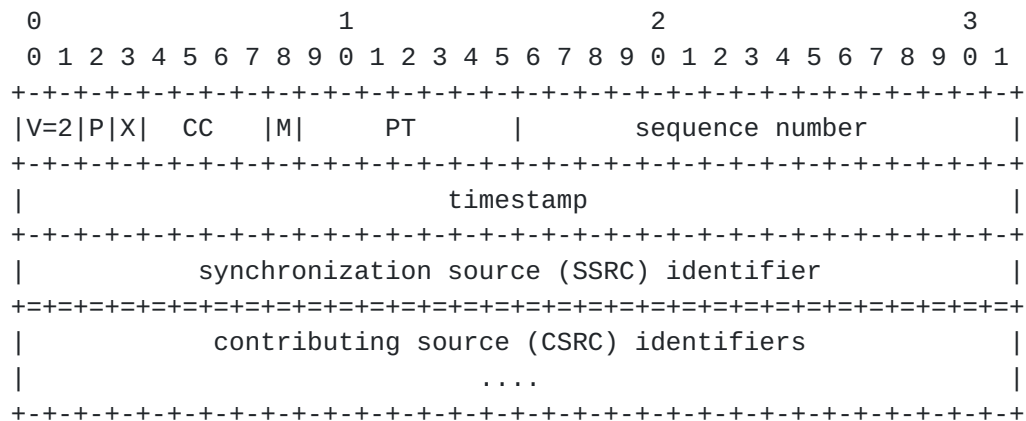 0                   1                   2                   3
 0 1 2 3 4 5 6 7 8 9 0 1 2 3 4 5 6 7 8 9 0 1 2 3 4 5 6 7 8 9 0 1
+-+-+-+-+-+-+-+-+-+-+-+-+-+-+-+-+-+-+-+-+-+-+-+-+-+-+-+-+-+-+-+-+
|V=2|P|X|  CC   |M|     PT      |       sequence number         |
+-+-+-+-+-+-+-+-+-+-+-+-+-+-+-+-+-+-+-+-+-+-+-+-+-+-+-+-+-+-+-+-+
|                           timestamp                           |
+-+-+-+-+-+-+-+-+-+-+-+-+-+-+-+-+-+-+-+-+-+-+-+-+-+-+-+-+-+-+-+-+
|           synchronization source (SSRC) identifier            |
+=+=+=+=+=+=+=+=+=+=+=+=+=+=+=+=+=+=+=+=+=+=+=+=+=+=+=+=+=+=+=+=+
|            contributing source (CSRC) identifiers             |
|                             ....                              |
+-+-+-+-+-+-+-+-+-+-+-+-+-+-+-+-+-+-+-+-+-+-+-+-+-+-+-+-+-+-+-+-+